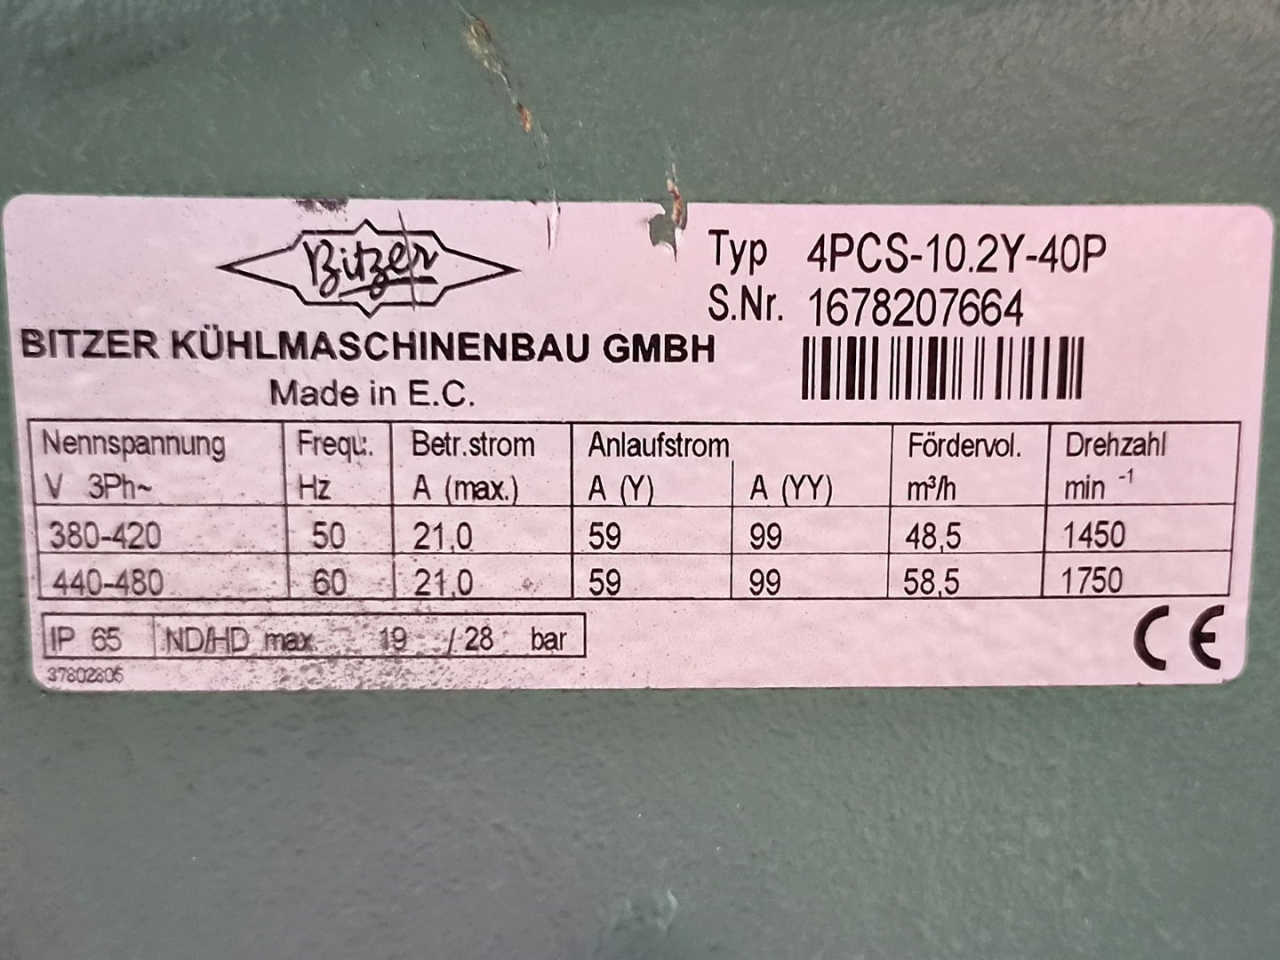 Bitzer
Typ 4PCS-10.2Y-40P
S.Nr. 1678207664
BITZER KÜHLMASCHINENBAU GMBH
Made in E.C.
Nennspannung Frequ. Betr.strom Anlaufstrom Fördervol. Drehzahl
V 3Ph~ Hz A (max.) A (Y) A (YY) m³/h min -1
380-420 50 21,0 59 99 48,5 1450
440-480 60 21,0 59 99 58,5 1750
IP 65 ND/HD max. 19 / 28 bar
37802805
CE